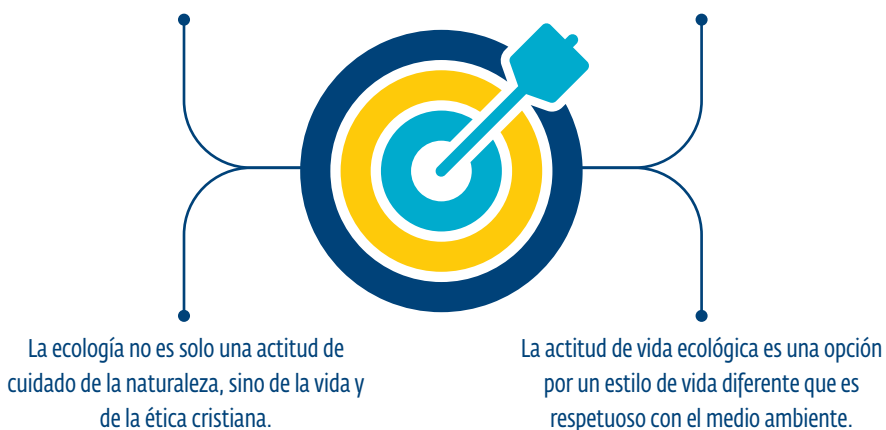 La ecología no es solo una actitud de
cuidado de la naturaleza, sino de la vida y
de la ética cristiana.
La actitud de vida ecológica es una opción
por un estilo de vida diferente que es
respetuoso con el medio ambiente.